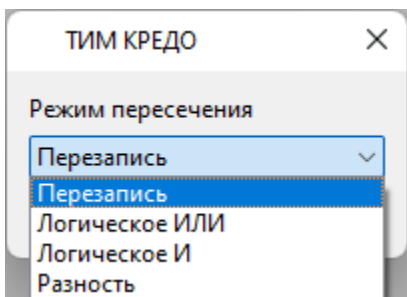 ТИМ КРЕДО
Режим пересечения
Перезапись
Перезапись
Логическое ИЛИ
Логическое И
Разность